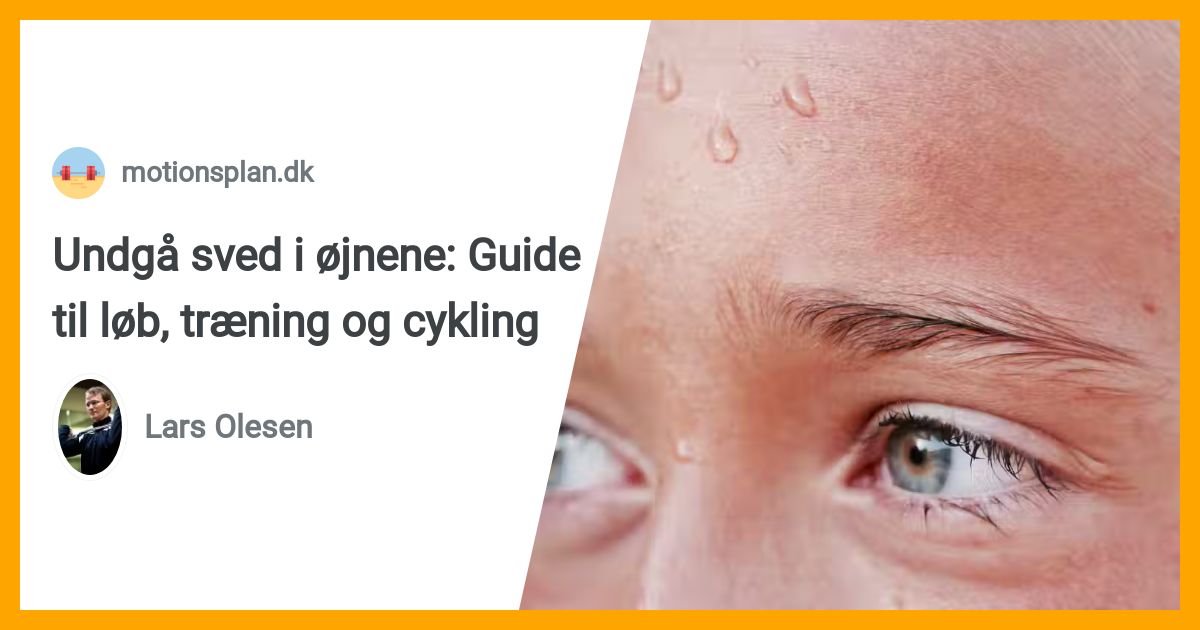 motionsplan.dk
Undgå sved i øjnene: Guide
til løb, træning og cykling
Lars Olesen